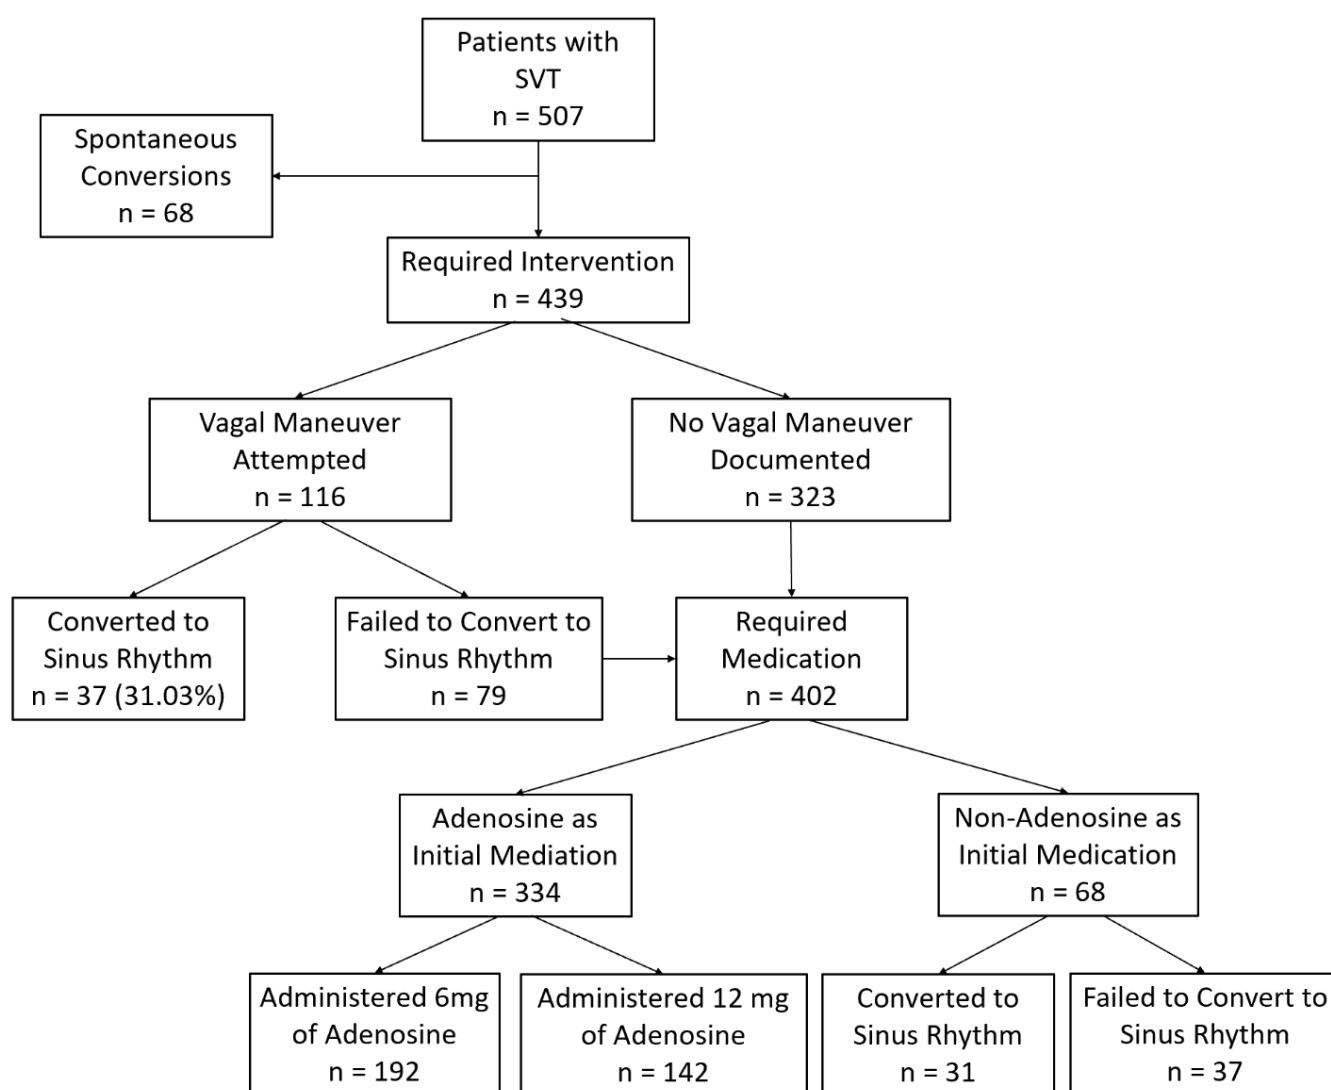 Patients with
SVT
n = 507
Spontaneous
Conversions
n = 68
Required Intervention
n = 439
Vagal Maneuver
Attempted
n = 116
No Vagal Maneuver
Documented
n = 323
Converted to
Sinus Rhythm
n = 37 (31.03%)
Failed to Convert to
Sinus Rhythm
n = 79
Required
Medication
n = 402
Adenosine as
Initial Mediation
n = 334
Non-Adenosine as
Initial Medication
n = 68
Administered 6mg
of Adenosine
n = 192
Administered 12 mg
of Adenosine
n = 142
Converted to
Sinus Rhythm
n = 31
Failed to Convert to
Sinus Rhythm
n = 37